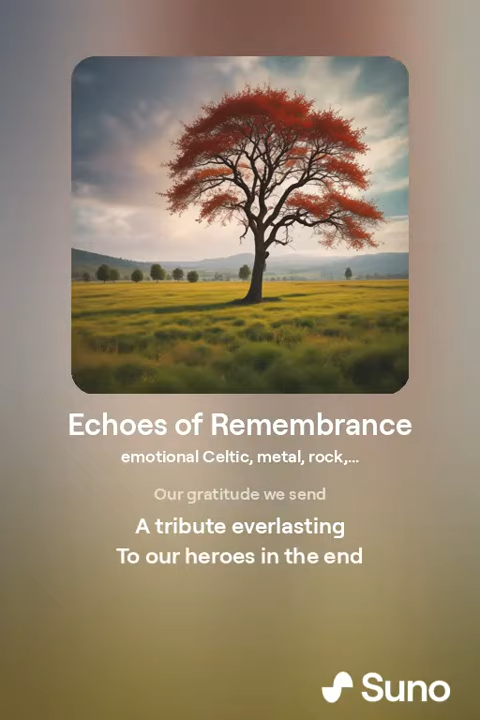 Echoes of Remembrance
emotional Celtic, metal, rock,...
Our gratitude we send
A tribute everlasting
To our heroes in the end
Suno